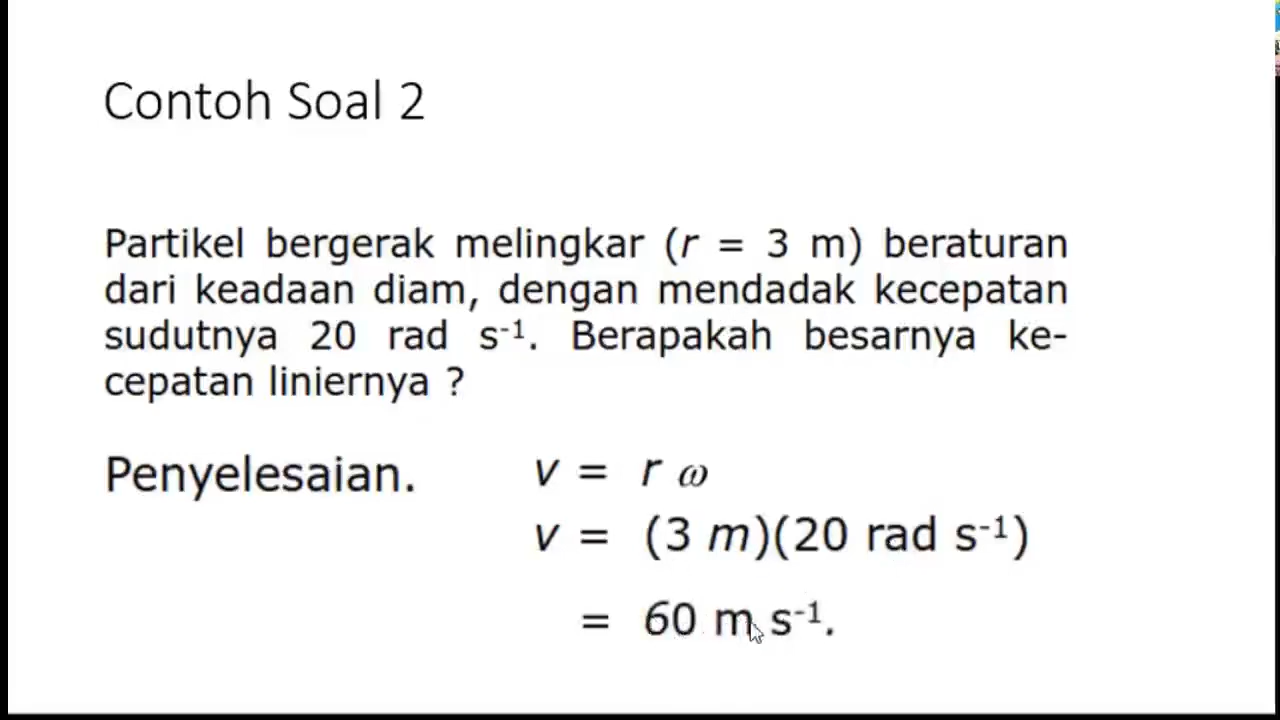 Contoh Soal 2
Partikel bergerak melingkar (r = 3 m) beraturan
dari keadaan diam, dengan mendadak kecepatan
sudutnya 20 rad s⁻¹. Berapakah besarnya ke-
cepatan liniernya ?
Penyelesaian. v = r ω
v = (3 m)(20 rad s⁻¹)
= 60 m s⁻¹.